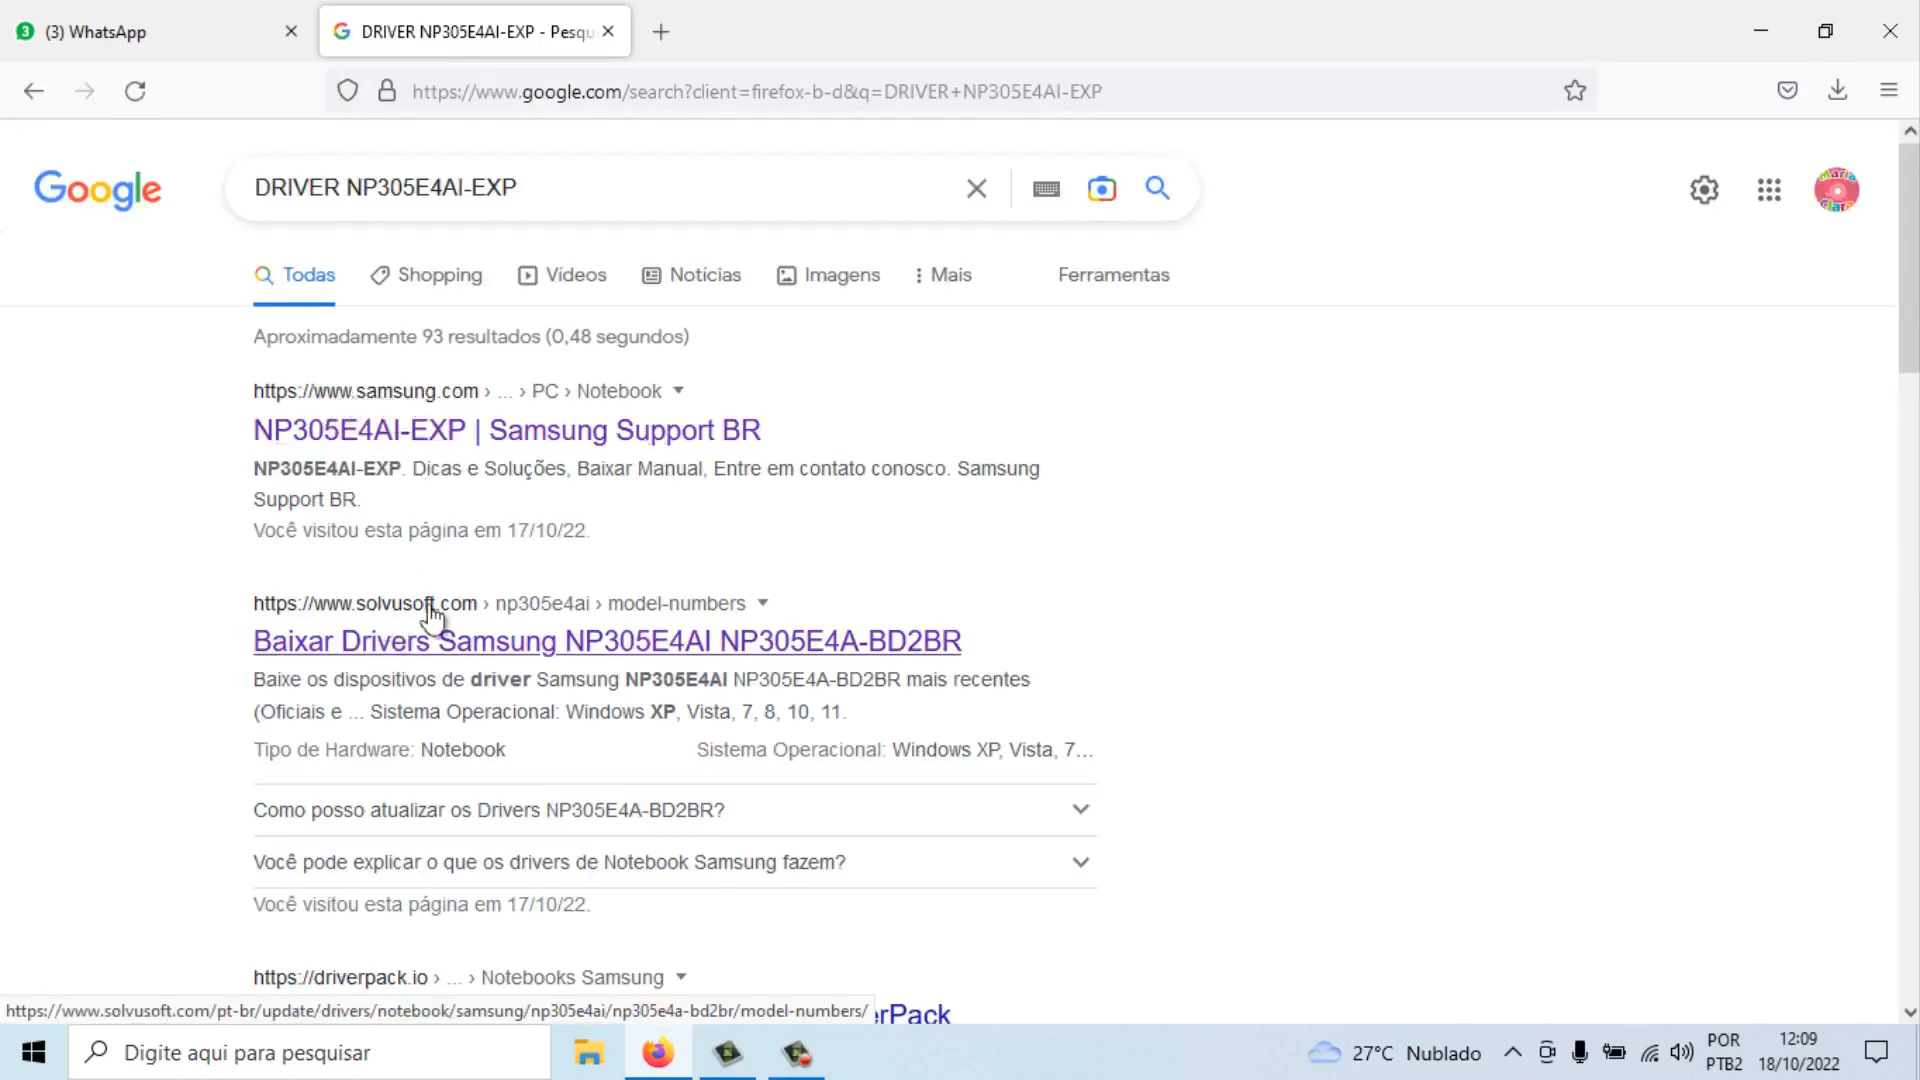 3 (3) WhatsApp
DRIVER NP305E4AI-EXP - Pesqu
https://www.google.com/search?client=firefox-b-d&q=DRIVER+NP305E4AI-EXP
Google
DRIVER NP305E4AI-EXP
Maria Clara
Todas Shopping Vídeos Notícias Imagens Mais Ferramentas
Aproximadamente 93 resultados (0,48 segundos)
https://www.samsung.com › ... › PC › Notebook
NP305E4AI-EXP | Samsung Support BR
NP305E4AI-EXP. Dicas e Soluções, Baixar Manual, Entre em contato conosco. Samsung
Support BR.
Você visitou esta página em 17/10/22.
https://www.solvusoft.com › np305e4ai › model-numbers
Baixar Drivers Samsung NP305E4AI NP305E4A-BD2BR
Baixe os dispositivos de driver Samsung NP305E4AI NP305E4A-BD2BR mais recentes
(Oficiais e ... Sistema Operacional: Windows XP, Vista, 7, 8, 10, 11.
Tipo de Hardware: Notebook Sistema Operacional: Windows XP, Vista, 7...
Como posso atualizar os Drivers NP305E4A-BD2BR?
Você pode explicar o que os drivers de Notebook Samsung fazem?
Você visitou esta página em 17/10/22.
https://driverpack.io › ... › Notebooks Samsung
https://www.solvusoft.com/pt-br/update/drivers/notebook/samsung/np305e4ai/np305e4a-bd2br/model-numbers/
erPack
Digite aqui para pesquisar
27°C Nublado
POR
PTB2
12:09
18/10/2022